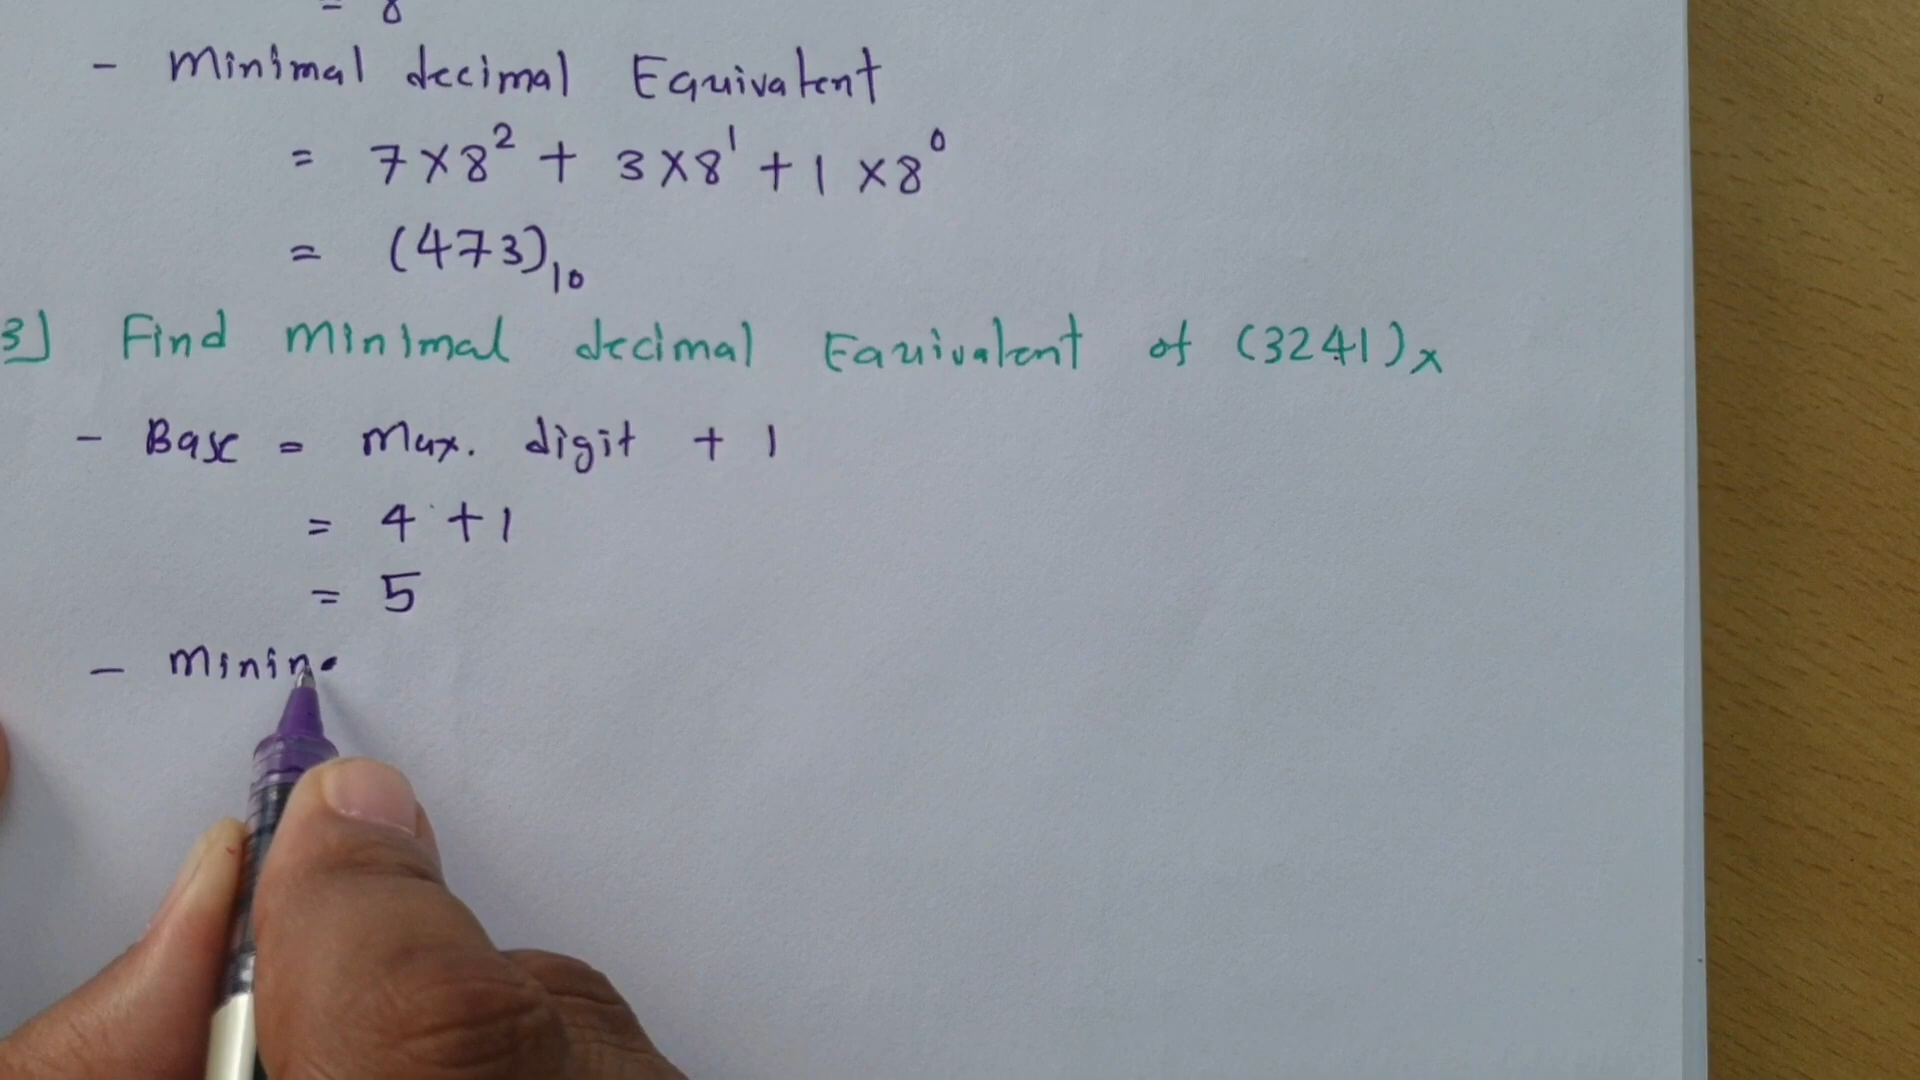 = 8
- Minimal decimal Equivalent
= 7×8² + 3×8¹ + 1×8⁰
= (473)₁₀
3] Find minimal decimal Equivalent of (3241)ₓ
- Base = Max. digit + 1
= 4 + 1
= 5
- Minin